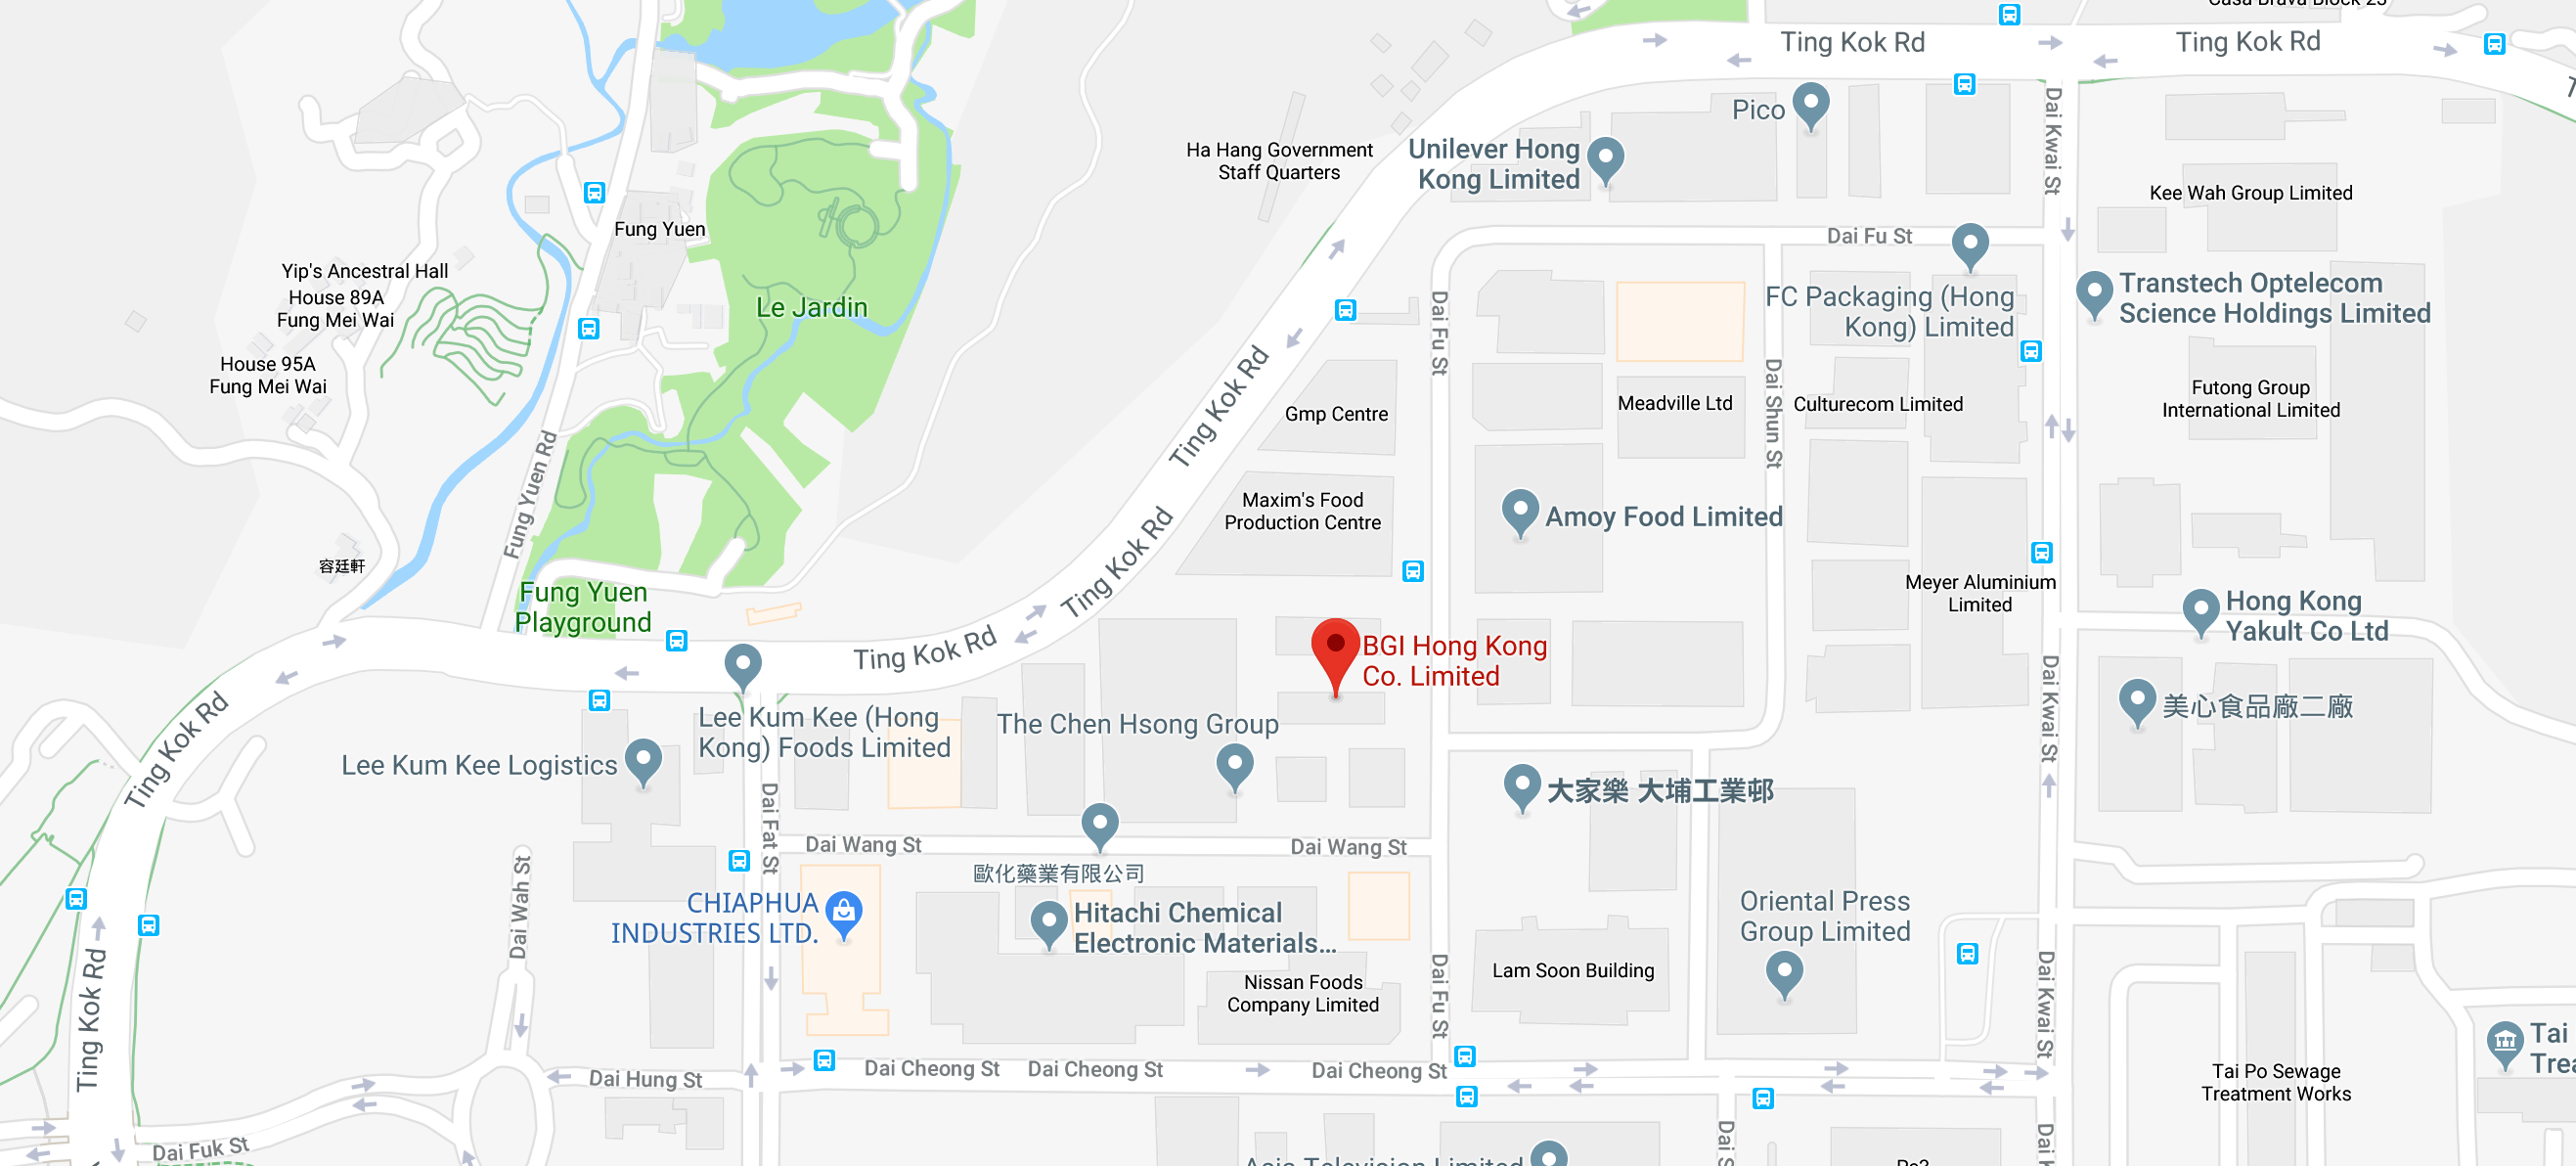 Casa Brava Block 23
Ting Kok Rd
Ting Kok Rd
Pico
Dai Kwai St
Unilever Hong
Kong Limited
Ha Hang Government
Staff Quarters
Kee Wah Group Limited
Fung Yuen
Dai Fu St
Yip's Ancestral Hall
House 89A
Fung Mei Wai
Le Jardin
Dai Fu St
FC Packaging (Hong
Kong) Limited
Transtech Optelecom
Science Holdings Limited
House 95A
Fung Mei Wai
Ting Kok Rd
Gmp Centre
Meadville Ltd
Dai Shun St
Culturecom Limited
Futong Group
International Limited
Fung Yuen Rd
Maxim's Food
Production Centre
Amoy Food Limited
容廷軒
Ting Kok Rd
Fung Yuen
Playground
Meyer Aluminium
Limited
Hong Kong
Yakult Co Ltd
Ting Kok Rd
BGI Hong Kong
Co. Limited
Ting Kok Rd
Lee Kum Kee (Hong
Kong) Foods Limited
The Chen Hsong Group
Dai Kwai St
美心食品廠二廠
Lee Kum Kee Logistics
大家樂 大埔工業邨
Dai Fat St
Dai Wang St
Dai Wang St
歐化藥業有限公司
Dai Wah St
CHIAPHUA
INDUSTRIES LTD.
Hitachi Chemical
Electronic Materials...
Oriental Press
Group Limited
Lam Soon Building
Nissan Foods
Company Limited
Dai Fu St
Dai Kwai St
Ting Kok Rd
Tai
Dai Hung St
Dai Cheong St
Dai Cheong St
Dai Cheong St
Tai Po Sewage
Treatment Works
Dai Fuk St
Asia Television Limited